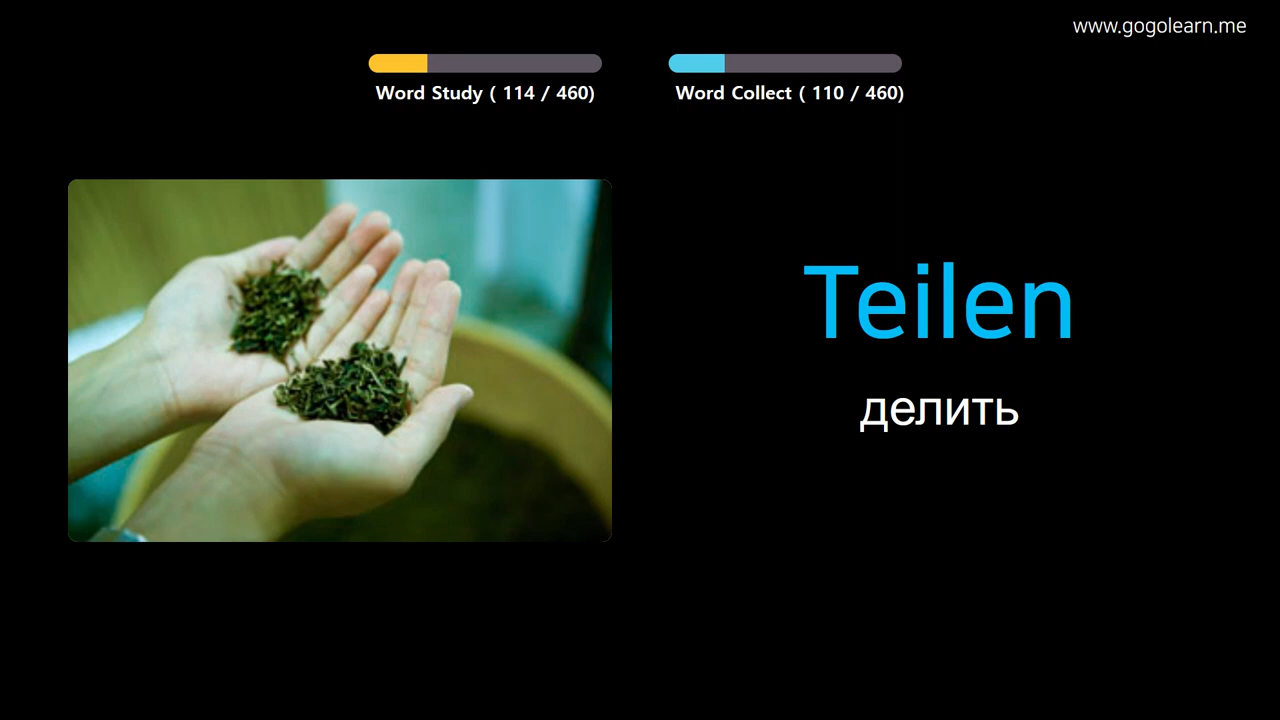 www.gogolearn.me
Word Study ( 114 / 460)
Word Collect ( 110 / 460)
Teilen
делить